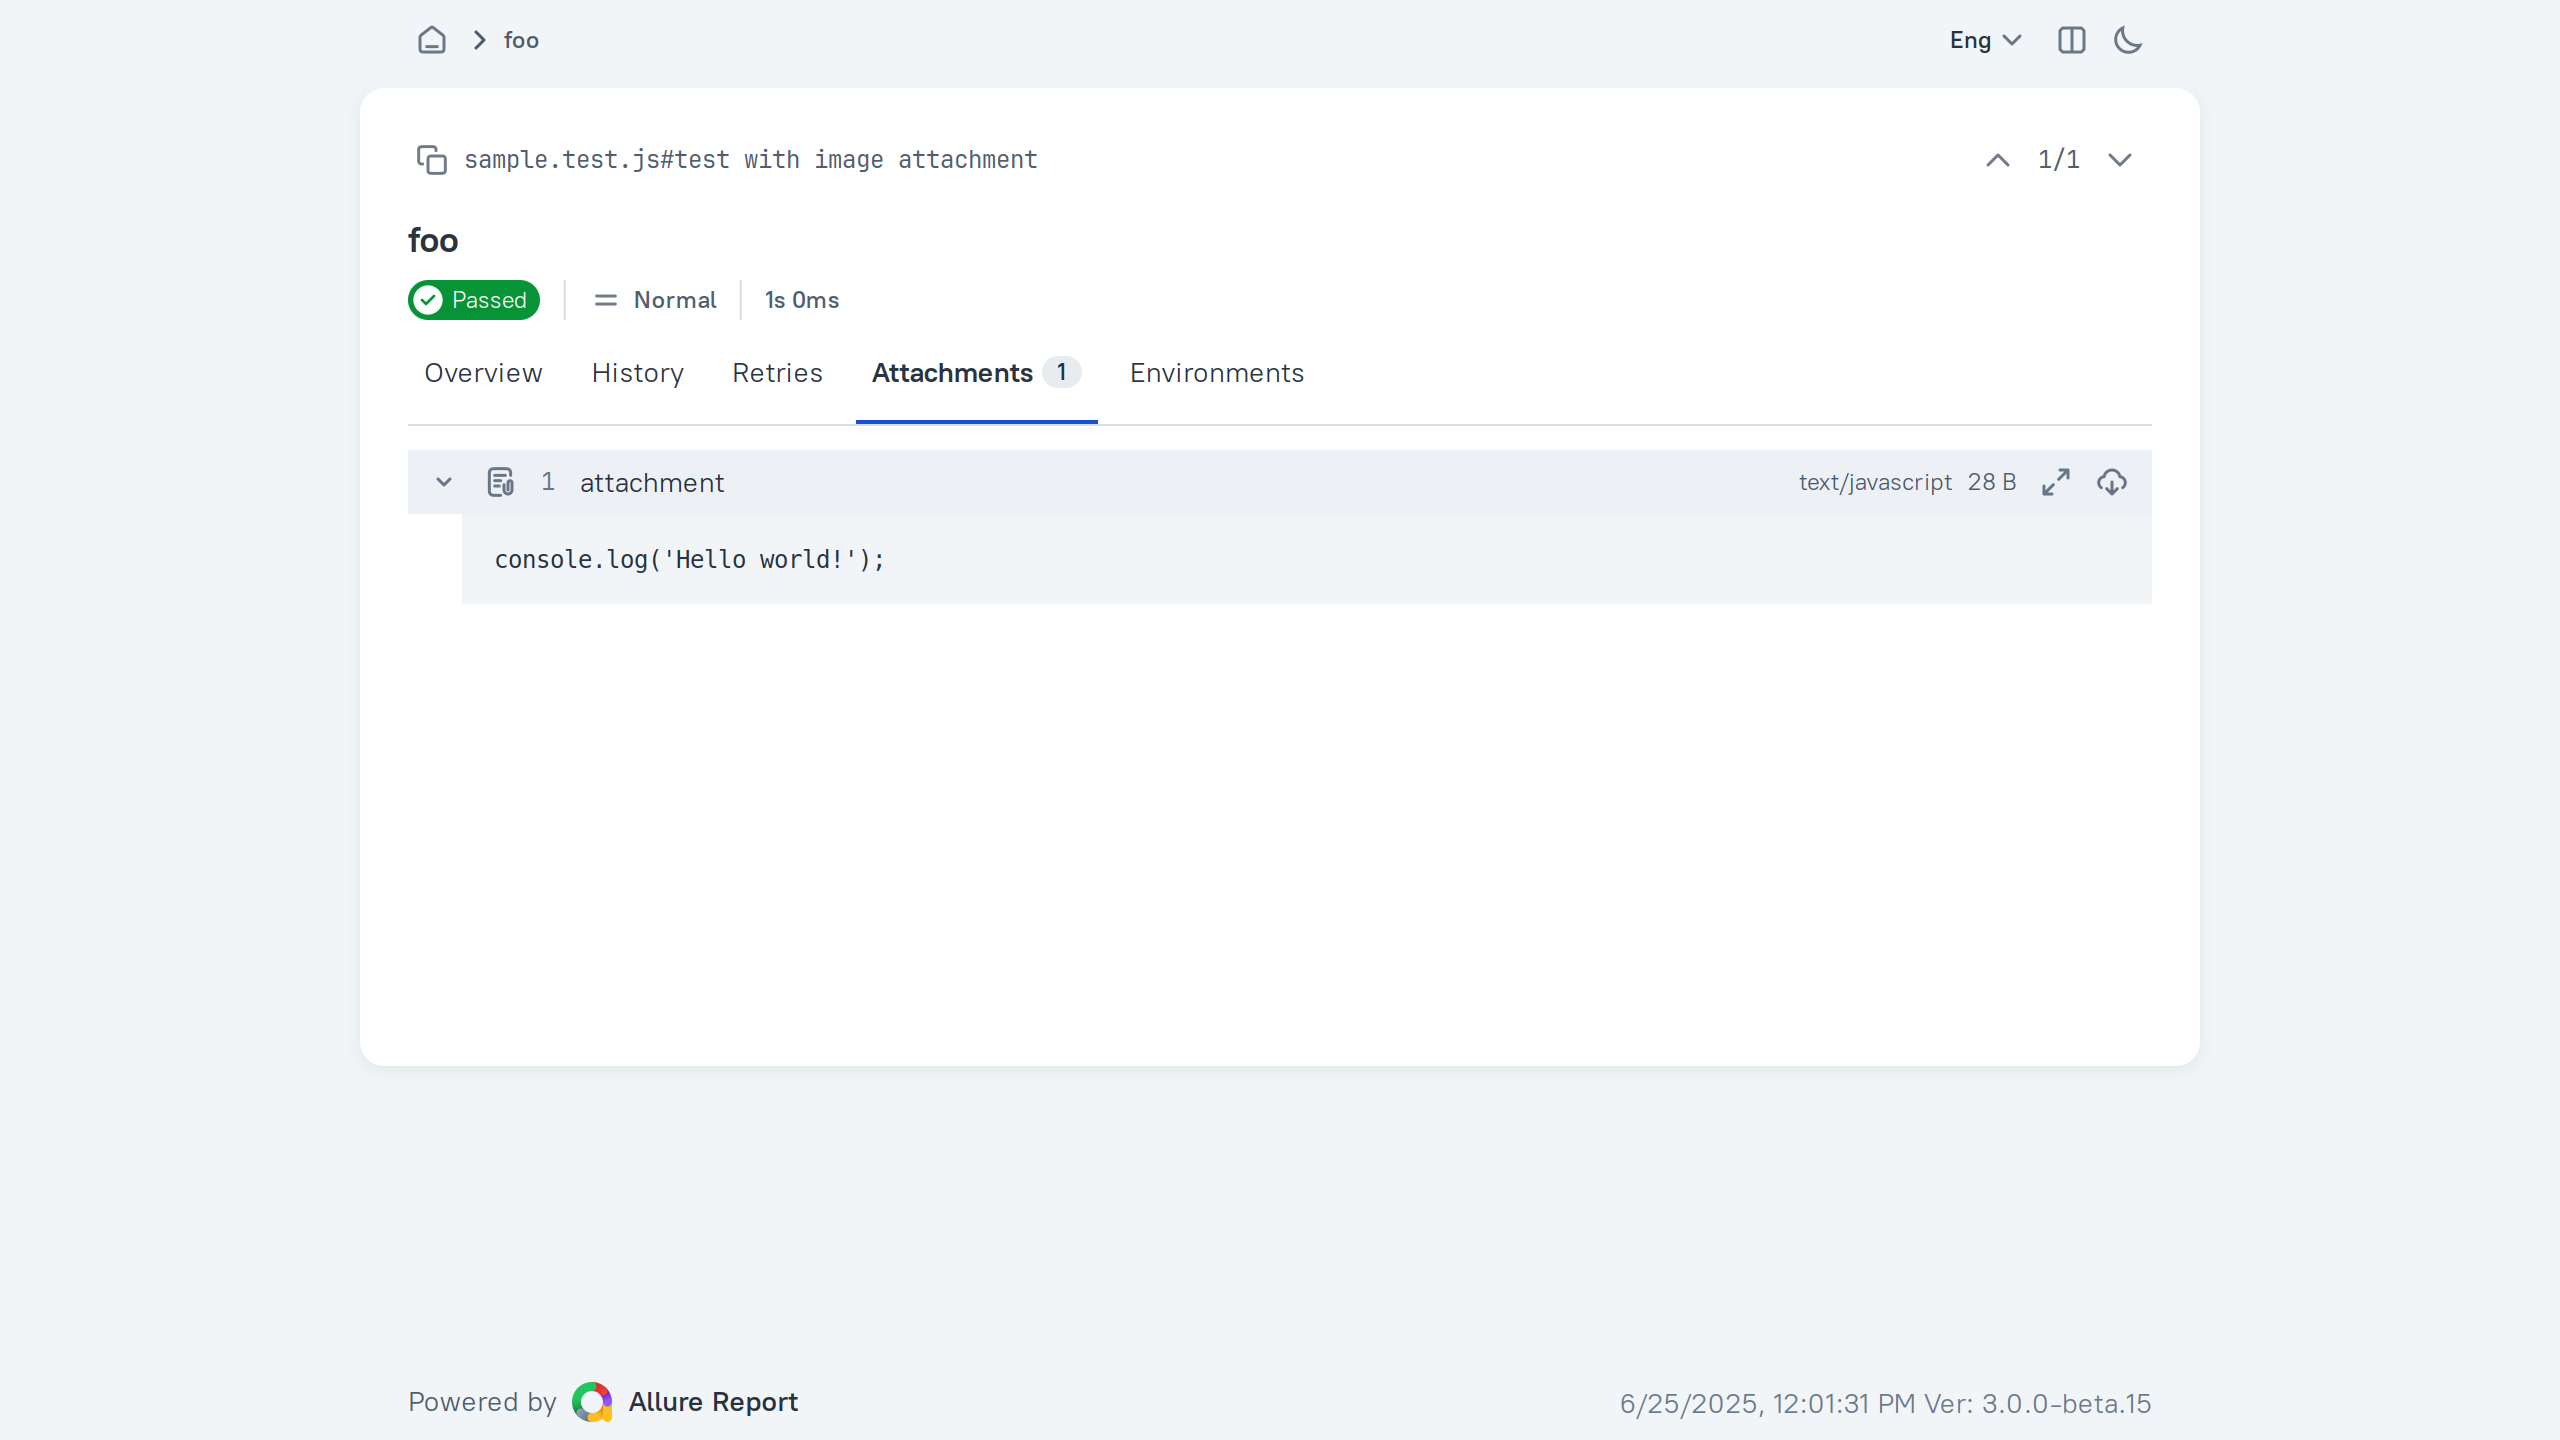 foo
Eng
sample.test.js#test with image attachment
1/1
foo
Passed
Normal
1s 0ms
Overview
History
Retries
Attachments 1
Environments
1 attachment
text/javascript 28 B
console.log('Hello world!');
Powered by Allure Report
6/25/2025, 12:01:31 PM Ver: 3.0.0-beta.15